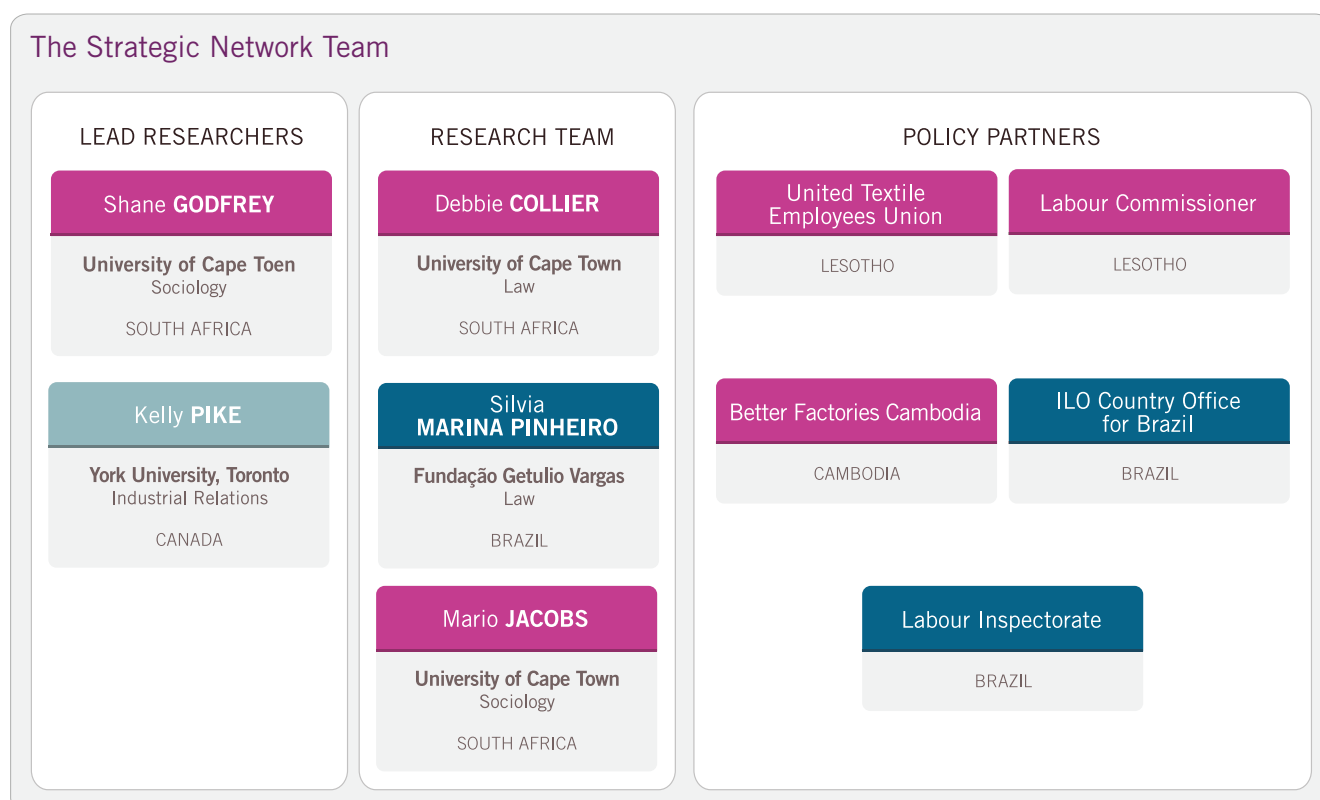 The Strategic Network Team
LEAD RESEARCHERS
Shane GODFREY
University of Cape Toen
Sociology
SOUTH AFRICA
Kelly PIKE
York University, Toronto
Industrial Relations
CANADA
RESEARCH TEAM
Debbie COLLIER
University of Cape Town
Law
SOUTH AFRICA
Silvia
MARINA PINHEIRO
Fundação Getulio Vargas
Law
BRAZIL
Mario JACOBS
University of Cape Town
Sociology
SOUTH AFRICA
POLICY PARTNERS
United Textile
Employees Union
LESOTHO
Labour Commissioner
LESOTHO
Better Factories Cambodia
CAMBODIA
ILO Country Office
for Brazil
BRAZIL
Labour Inspectorate
BRAZIL